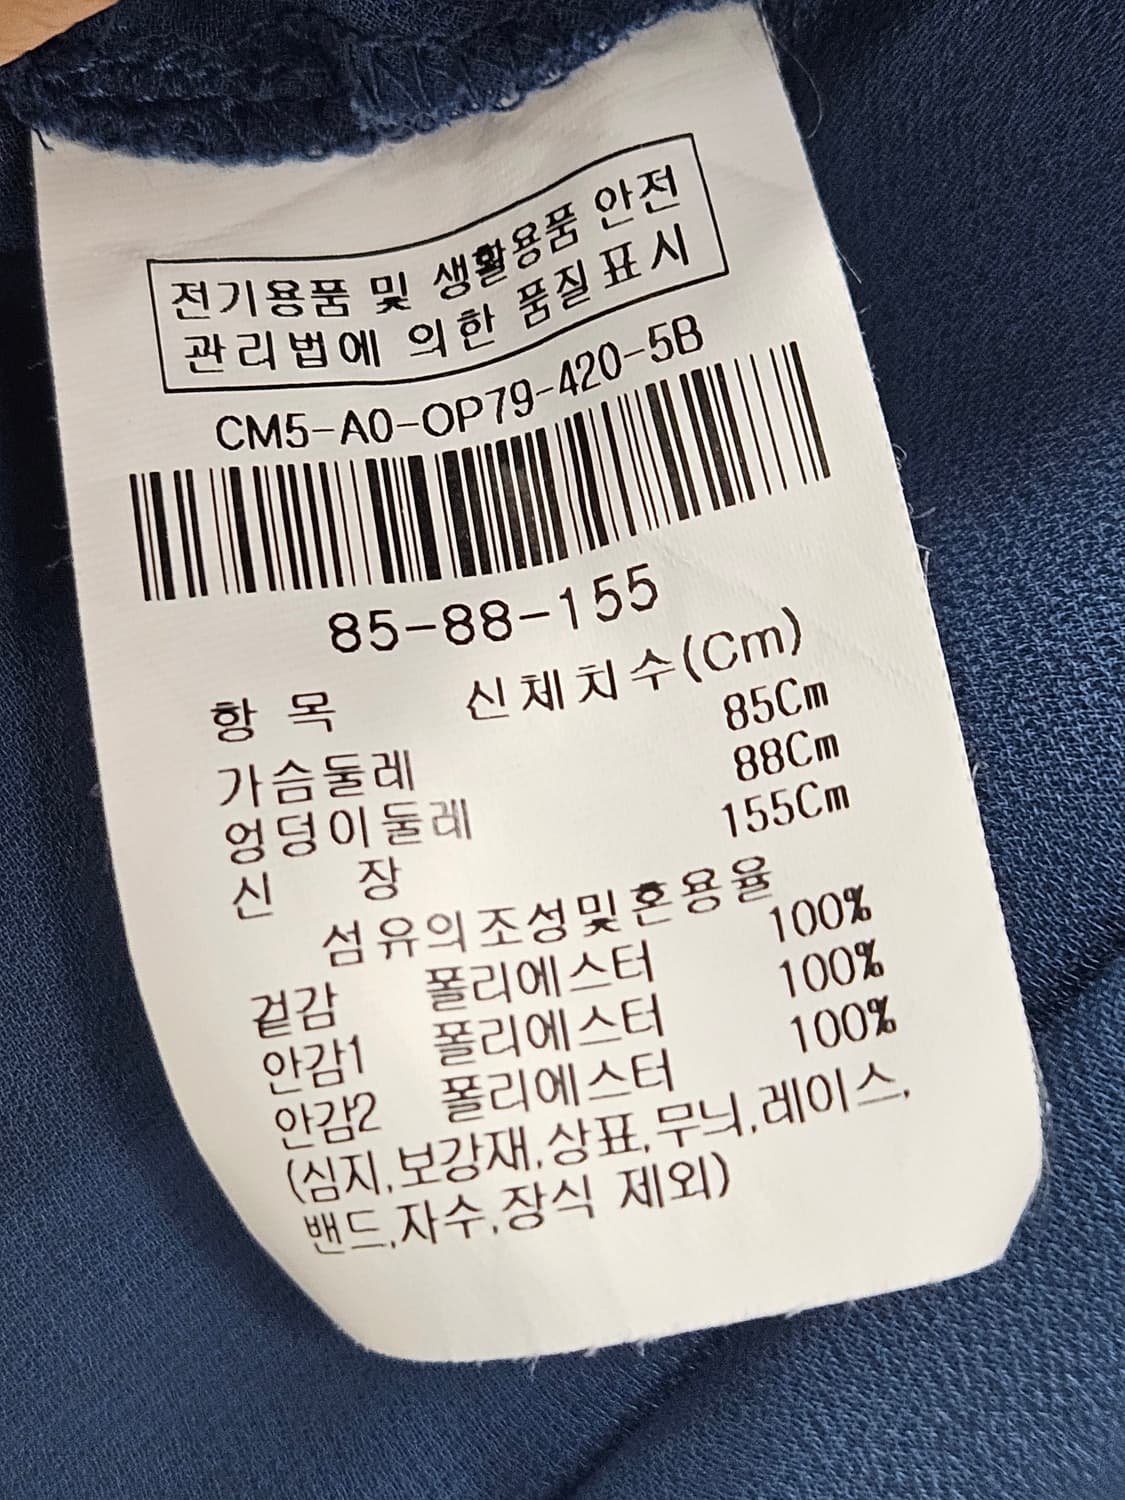 전기용품 및 생활용품 안전
관리법에 의한 품질표시
CM5-A0-OP79-420-5B
85-88-155
항 목 신체치수(Cm)
가슴둘레 85Cm
엉덩이둘레 88Cm
신 장 155Cm
섬유의조성및혼용율
겉감 폴리에스터 100%
안감1 폴리에스터 100%
안감2 폴리에스터 100%
(심지,보강재,상표,무늬,레이스,
밴드,자수,장식 제외)